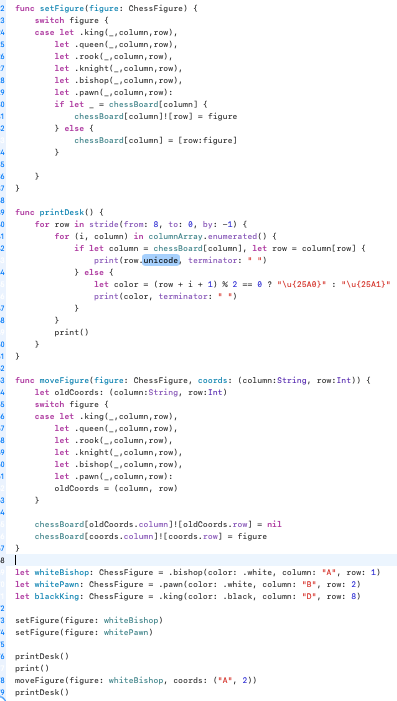 2 func setFigure(figure: ChessFigure) {
3 switch figure {
4 case let .king(_,column,row),
5 let .queen(_,column,row),
6 let .rook(_,column,row),
7 let .knight(_,column,row),
8 let .bishop(_,column,row),
9 let .pawn(_,column,row):
0 if let _ = chessBoard[column] {
1 chessBoard[column]![row] = figure
2 } else {
3 chessBoard[column] = [row:figure]
4 }
5
6 }
7 }
8
9 func printDesk() {
0 for row in stride(from: 8, to: 0, by: -1) {
1 for (i, column) in columnArray.enumerated() {
2 if let column = chessBoard[column], let row = column[row] {
3 print(row.unicode, terminator: " ")
4 } else {
5 let color = (row + i + 1) % 2 == 0 ? "\u{25A0}" : "\u{25A1}"
6 print(color, terminator: " ")
7 }
8 }
9 print()
0 }
1 }
2
3 func moveFigure(figure: ChessFigure, coords: (column:String, row:Int)) {
4 let oldCoords: (column:String, row:Int)
5 switch figure {
6 case let .king(_,column,row),
7 let .queen(_,column,row),
8 let .rook(_,column,row),
9 let .knight(_,column,row),
0 let .bishop(_,column,row),
1 let .pawn(_,column,row):
2 oldCoords = (column, row)
3 }
4
5 chessBoard[oldCoords.column]![oldCoords.row] = nil
6 chessBoard[coords.column]![coords.row] = figure
7 }
8
9 let whiteBishop: ChessFigure = .bishop(color: .white, column: "A", row: 1)
0 let whitePawn: ChessFigure = .pawn(color: .white, column: "B", row: 2)
1 let blackKing: ChessFigure = .king(color: .black, column: "D", row: 8)
2
3 setFigure(figure: whiteBishop)
4 setFigure(figure: whitePawn)
5
6 printDesk()
7 print()
8 moveFigure(figure: whiteBishop, coords: ("A", 2))
9 printDesk()